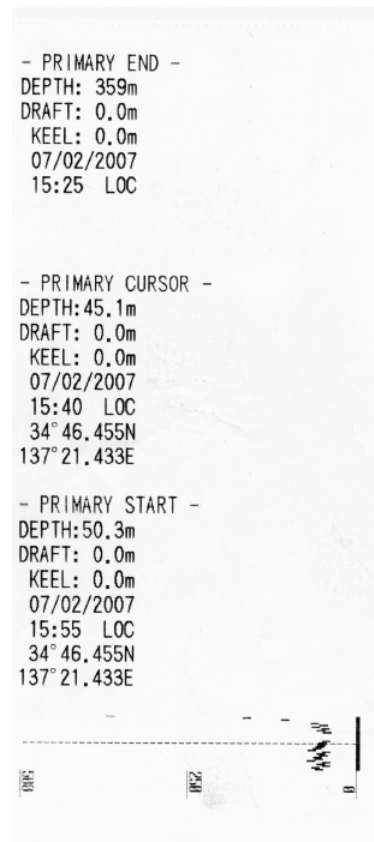 - PRIMARY END -
DEPTH: 359m
DRAFT: 0.0m
KEEL: 0.0m
07/02/2007
15:25 LOC
- PRIMARY CURSOR -
DEPTH:45.1m
DRAFT: 0.0m
KEEL: 0.0m
07/02/2007
15:40 LOC
34°46.455N
137°21.433E
- PRIMARY START -
DEPTH:50.3m
DRAFT: 0.0m
KEEL: 0.0m
07/02/2007
15:55 LOC
34°46.455N
137°21.433E
500
250
0